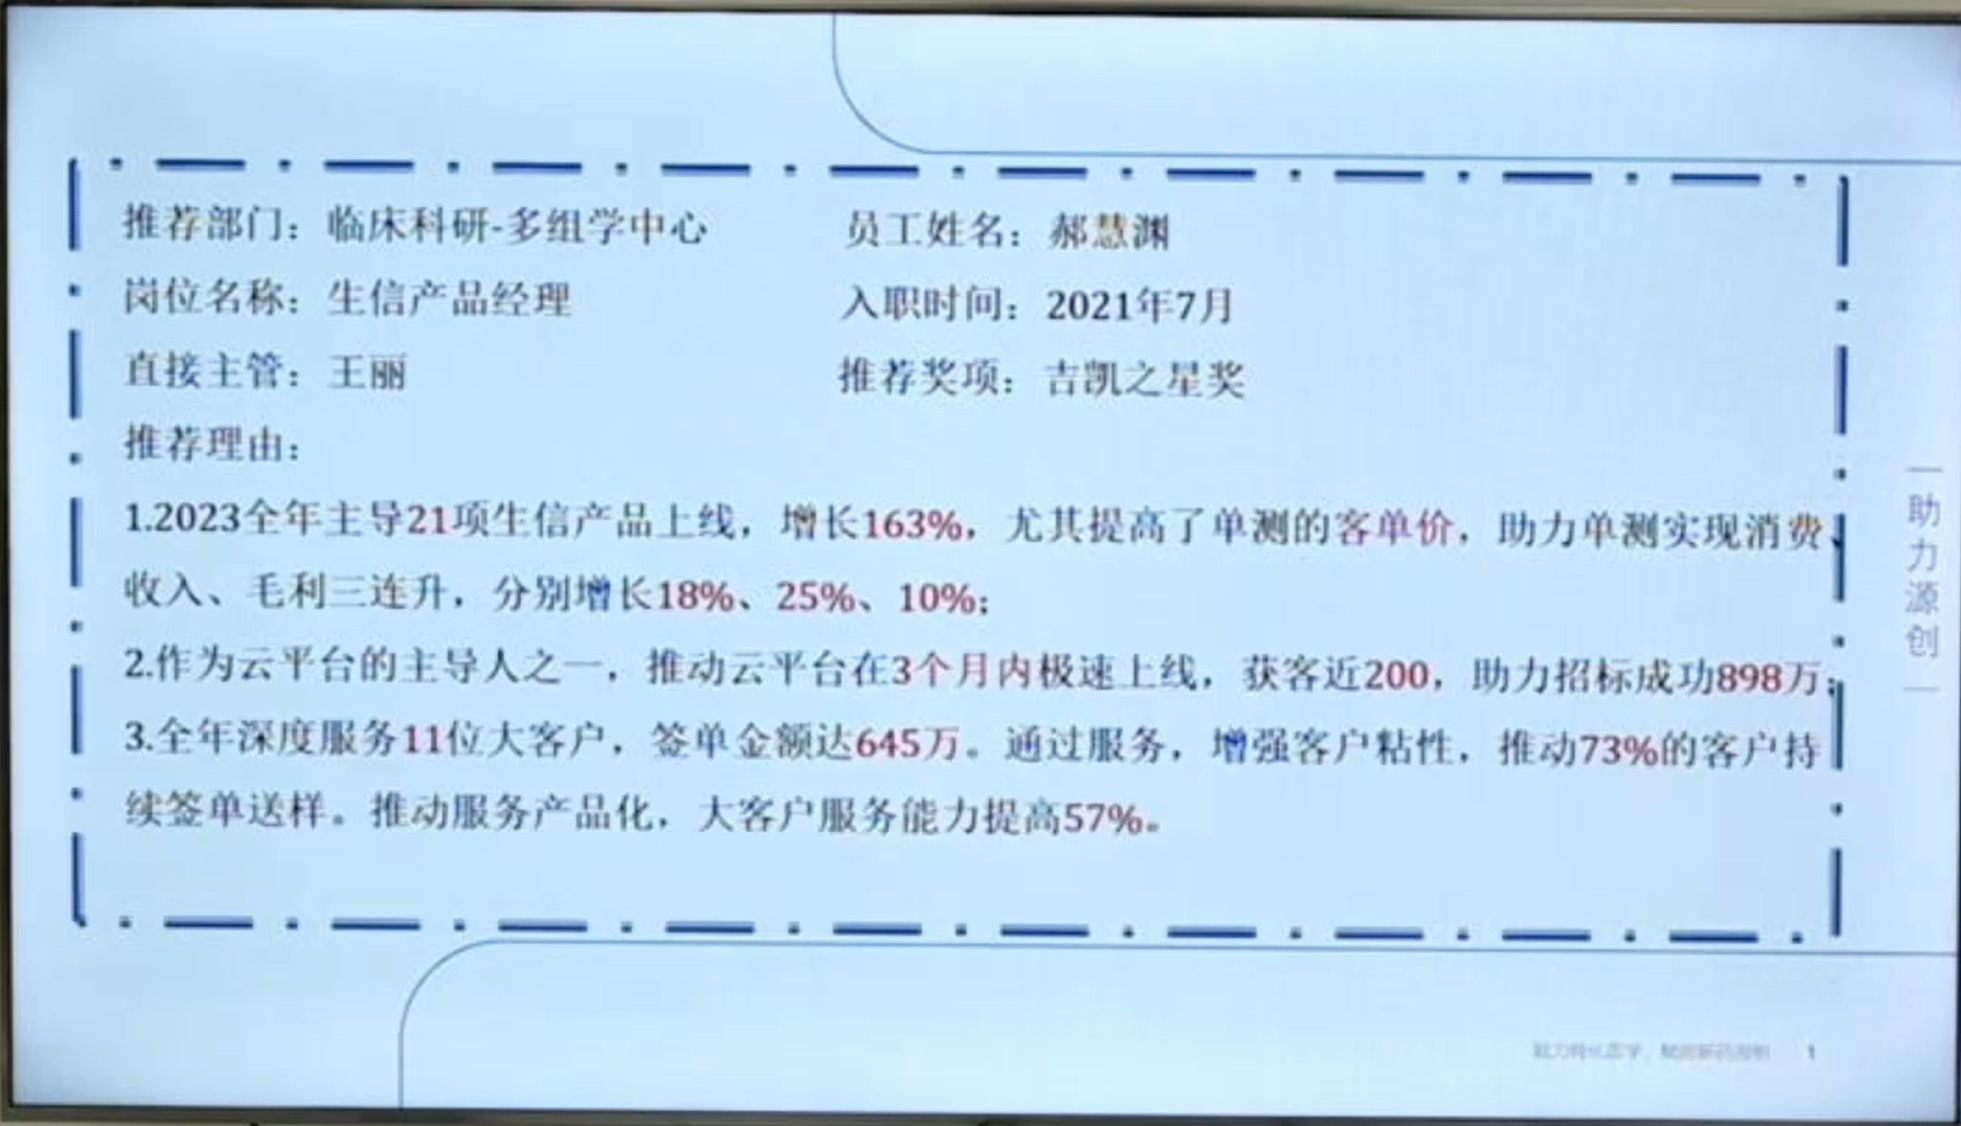 推荐部门：临床科研-多组学中心
员工姓名：郝慧渊
岗位名称：生信产品经理
入职时间：2021年7月
直接主管：王丽
推荐奖项：吉凯之星奖
推荐理由：
1.2023全年主导21项生信产品上线，增长163%，尤其提高了单测的客单价，助力单测实现消费、
收入、毛利三连升，分别增长18%、25%、10%；
2.作为云平台的主导人之一，推动云平台在3个月内极速上线，获客近200，助力招标成功898万；
3.全年深度服务11位大客户，签单金额达645万。通过服务，增强客户粘性，推动73%的客户持
续签单送样。推动服务产品化，大客户服务能力提高57%。
助力源创
1